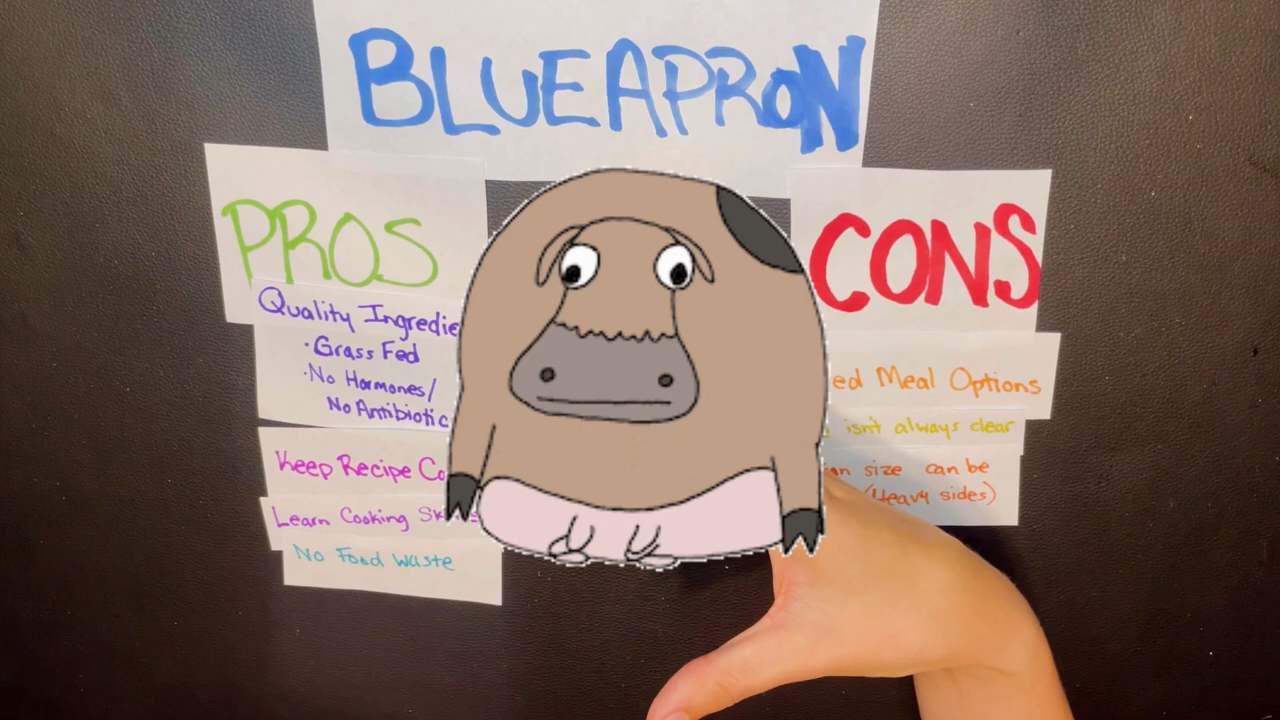 BLUEAPRON
PROS
Quality Ingredie
· Grass Fed
· No Hormones/
No Antibiotic
Keep Recipe Co
Learn Cooking Sk
No Food Waste
CONS
ed Meal Options
isn't always clear
size can be
(Heavy sides)